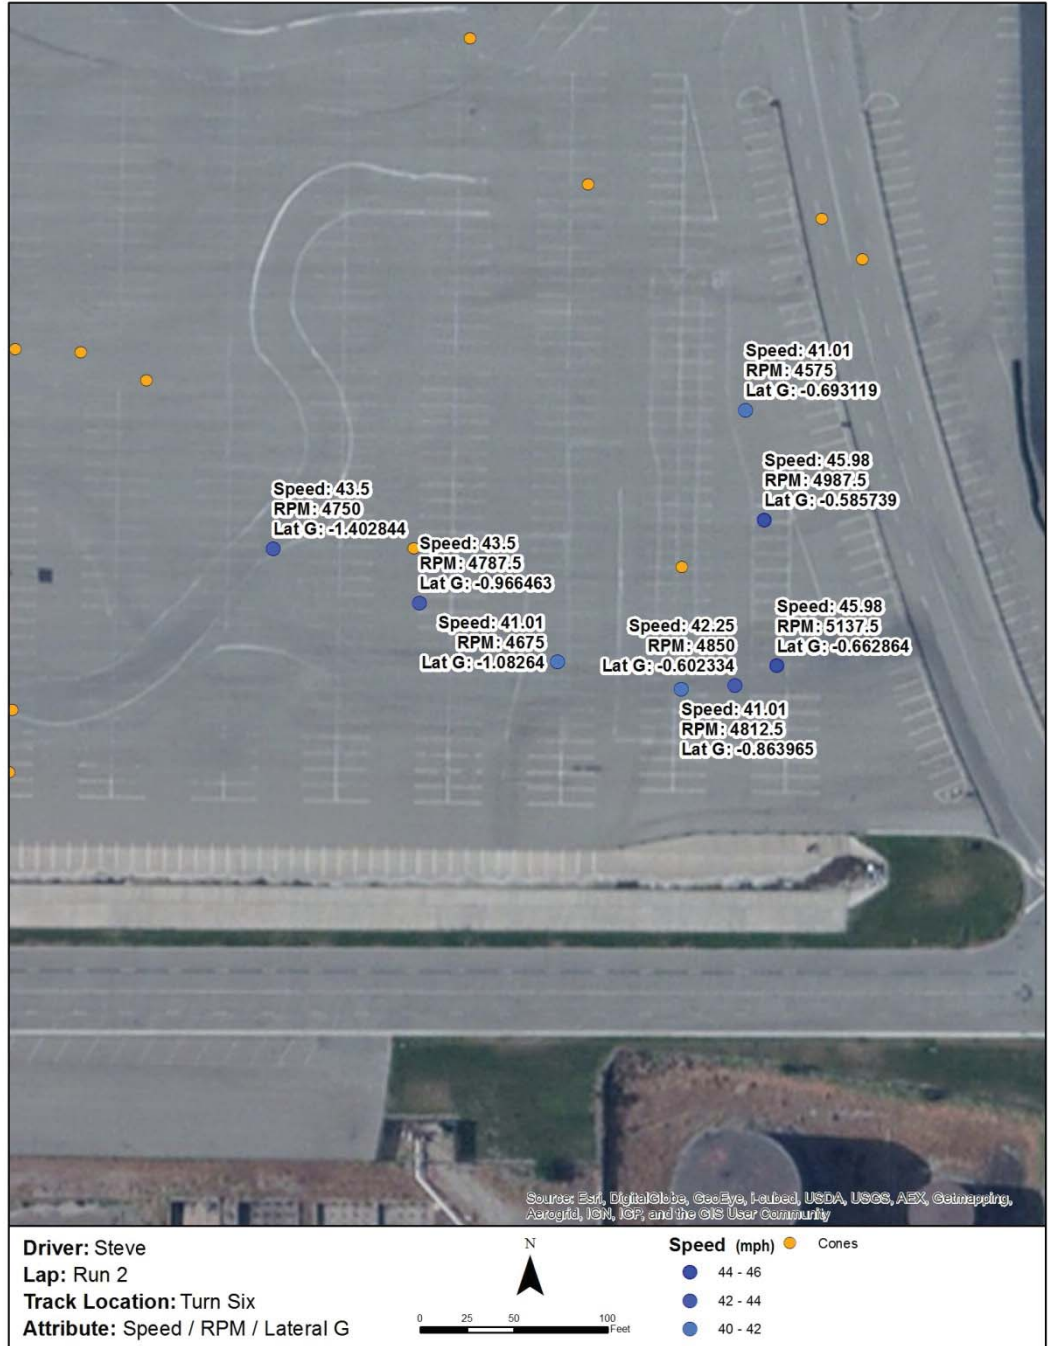 Speed: 41.01
RPM: 4575
Lat G: -0.693119
Speed: 45.98
RPM: 4987.5
Lat G: -0.585739
Speed: 43.5
RPM: 4750
Lat G: -1.402844
Speed: 43.5
RPM: 4787.5
Lat G: -0.966463
Speed: 41.01
RPM: 4675
Lat G: -1.08264
Speed: 42.25
RPM: 4850
Lat G: -0.602334
Speed: 45.98
RPM: 5137.5
Lat G: -0.662864
Speed: 41.01
RPM: 4812.5
Lat G: -0.863965
Source: Esri, DigitalGlobe, GeoEye, i-cubed, USDA, USGS, AEX, Getmapping,
Aerogrid, IGN, IGP, and the GIS User Community
Driver: Steve
Lap: Run 2
Track Location: Turn Six
Attribute: Speed / RPM / Lateral G
N
0 25 50 100
Feet
Speed (mph)
Cones
44 - 46
42 - 44
40 - 42